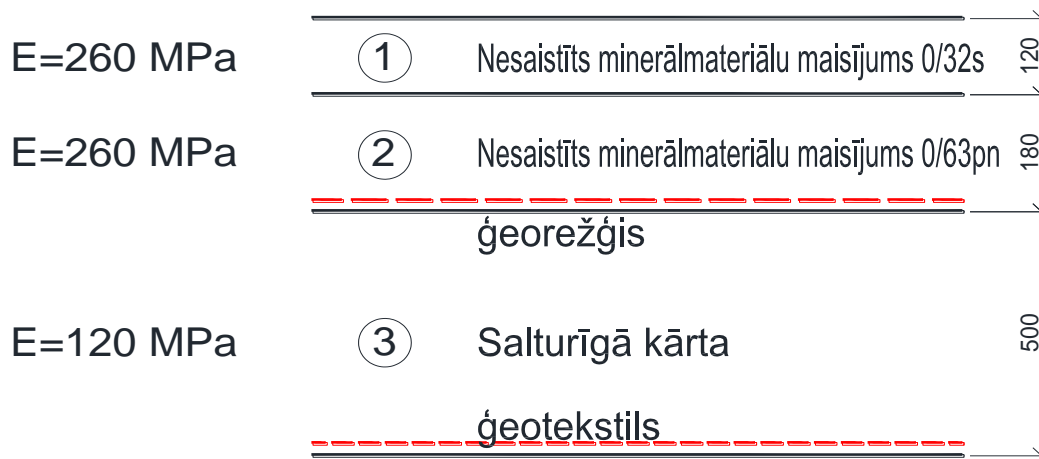 E=260 MPa 1 Nesaistīts minerālmateriālu maisījums 0/32s 120
E=260 MPa 2 Nesaistīts minerālmateriālu maisījums 0/63pn 180
ģeorežģis
E=120 MPa 3 Salturīgā kārta 500
ģeotekstils